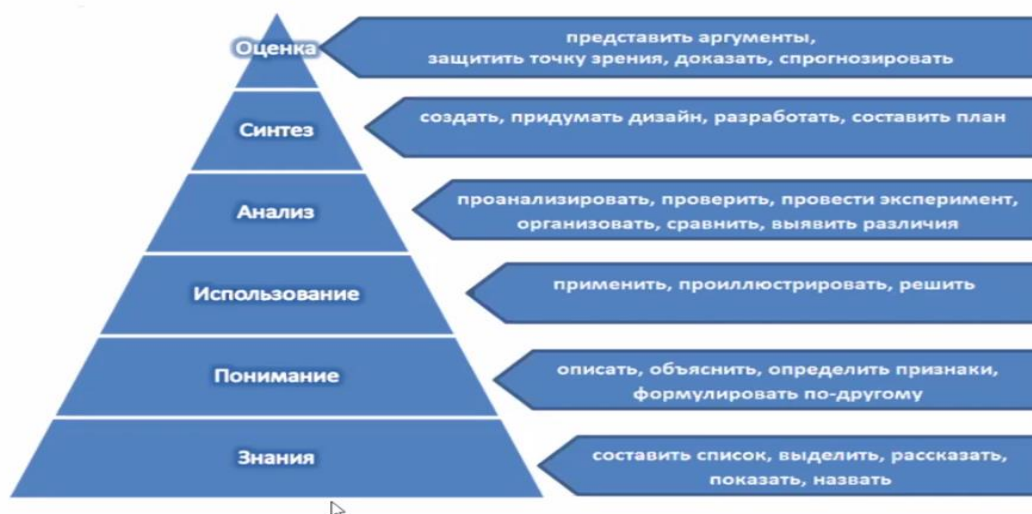 Оценка
представить аргументы,
защитить точку зрения, доказать, спрогнозировать
Синтез
создать, придумать дизайн, разработать, составить план
Анализ
проанализировать, проверить, провести эксперимент,
организовать, сравнить, выявить различия
Использование
применить, проиллюстрировать, решить
Понимание
описать, объяснить, определить признаки,
формулировать по-другому
Знания
составить список, выделить, рассказать,
показать, назвать